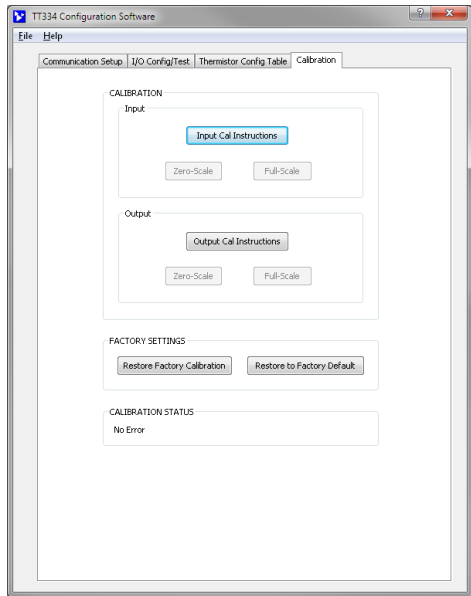 TT334 Configuration Software
File Help
Communication Setup I/O Config/Test Thermistor Config Table Calibration
CALIBRATION
Input
Input Cal Instructions
Zero-Scale Full-Scale
Output
Output Cal Instructions
Zero-Scale Full-Scale
FACTORY SETTINGS
Restore Factory Calibration Restore to Factory Default
CALIBRATION STATUS
No Error